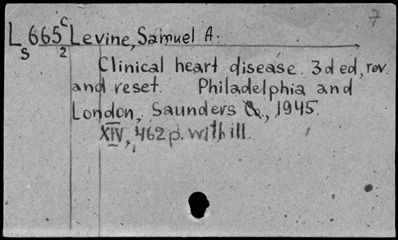 7
L 665 C Levine, Samuel A.
S 2
Clinical heart disease. 3d ed, rev.
and reset. Philadelphia and
London, Saunders Co., 1945.
XIV, 462 p. with ill.